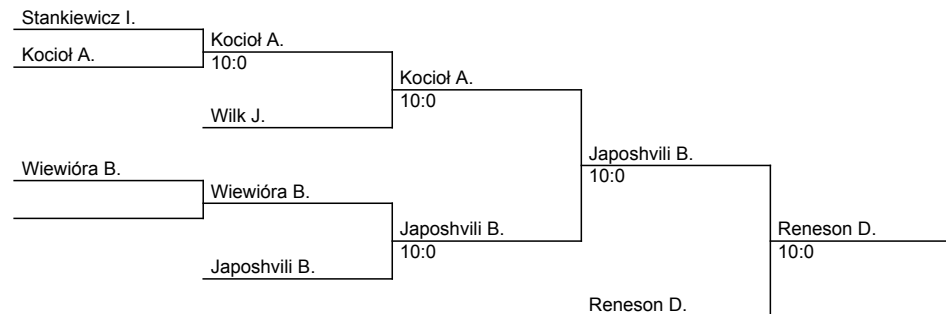 Stankiewicz I.
Kocioł A.
Kocioł A.
10:0
Kocioł A.
10:0
Wilk J.
Japoshvili B.
10:0
Wiewióra B.
Wiewióra B.
Japoshvili B.
10:0
Reneson D.
10:0
Japoshvili B.
Reneson D.